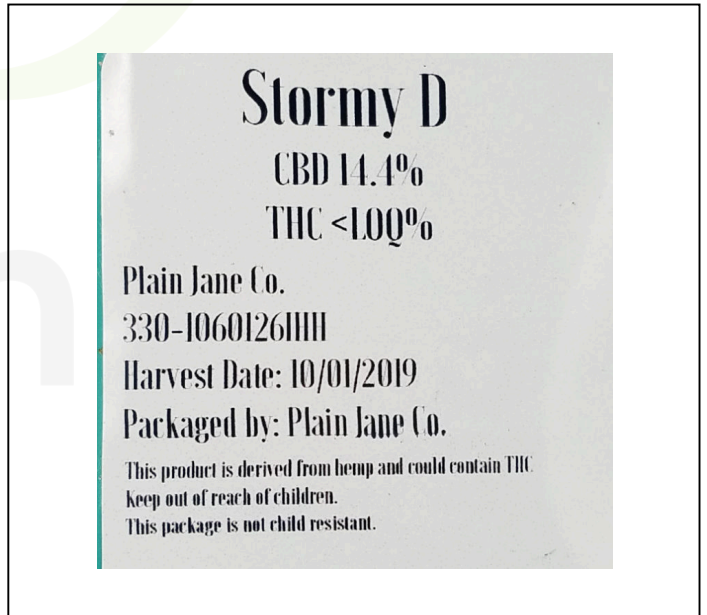 Stormy D
CBD 14.4%
THC <LOQ%
Plain Jane Co.
330-1060126IHH
Harvest Date: 10/01/2019
Packaged by: Plain Jane Co.
This product is derived from hemp and could contain THC
Keep out of reach of children.
This package is not child resistant.